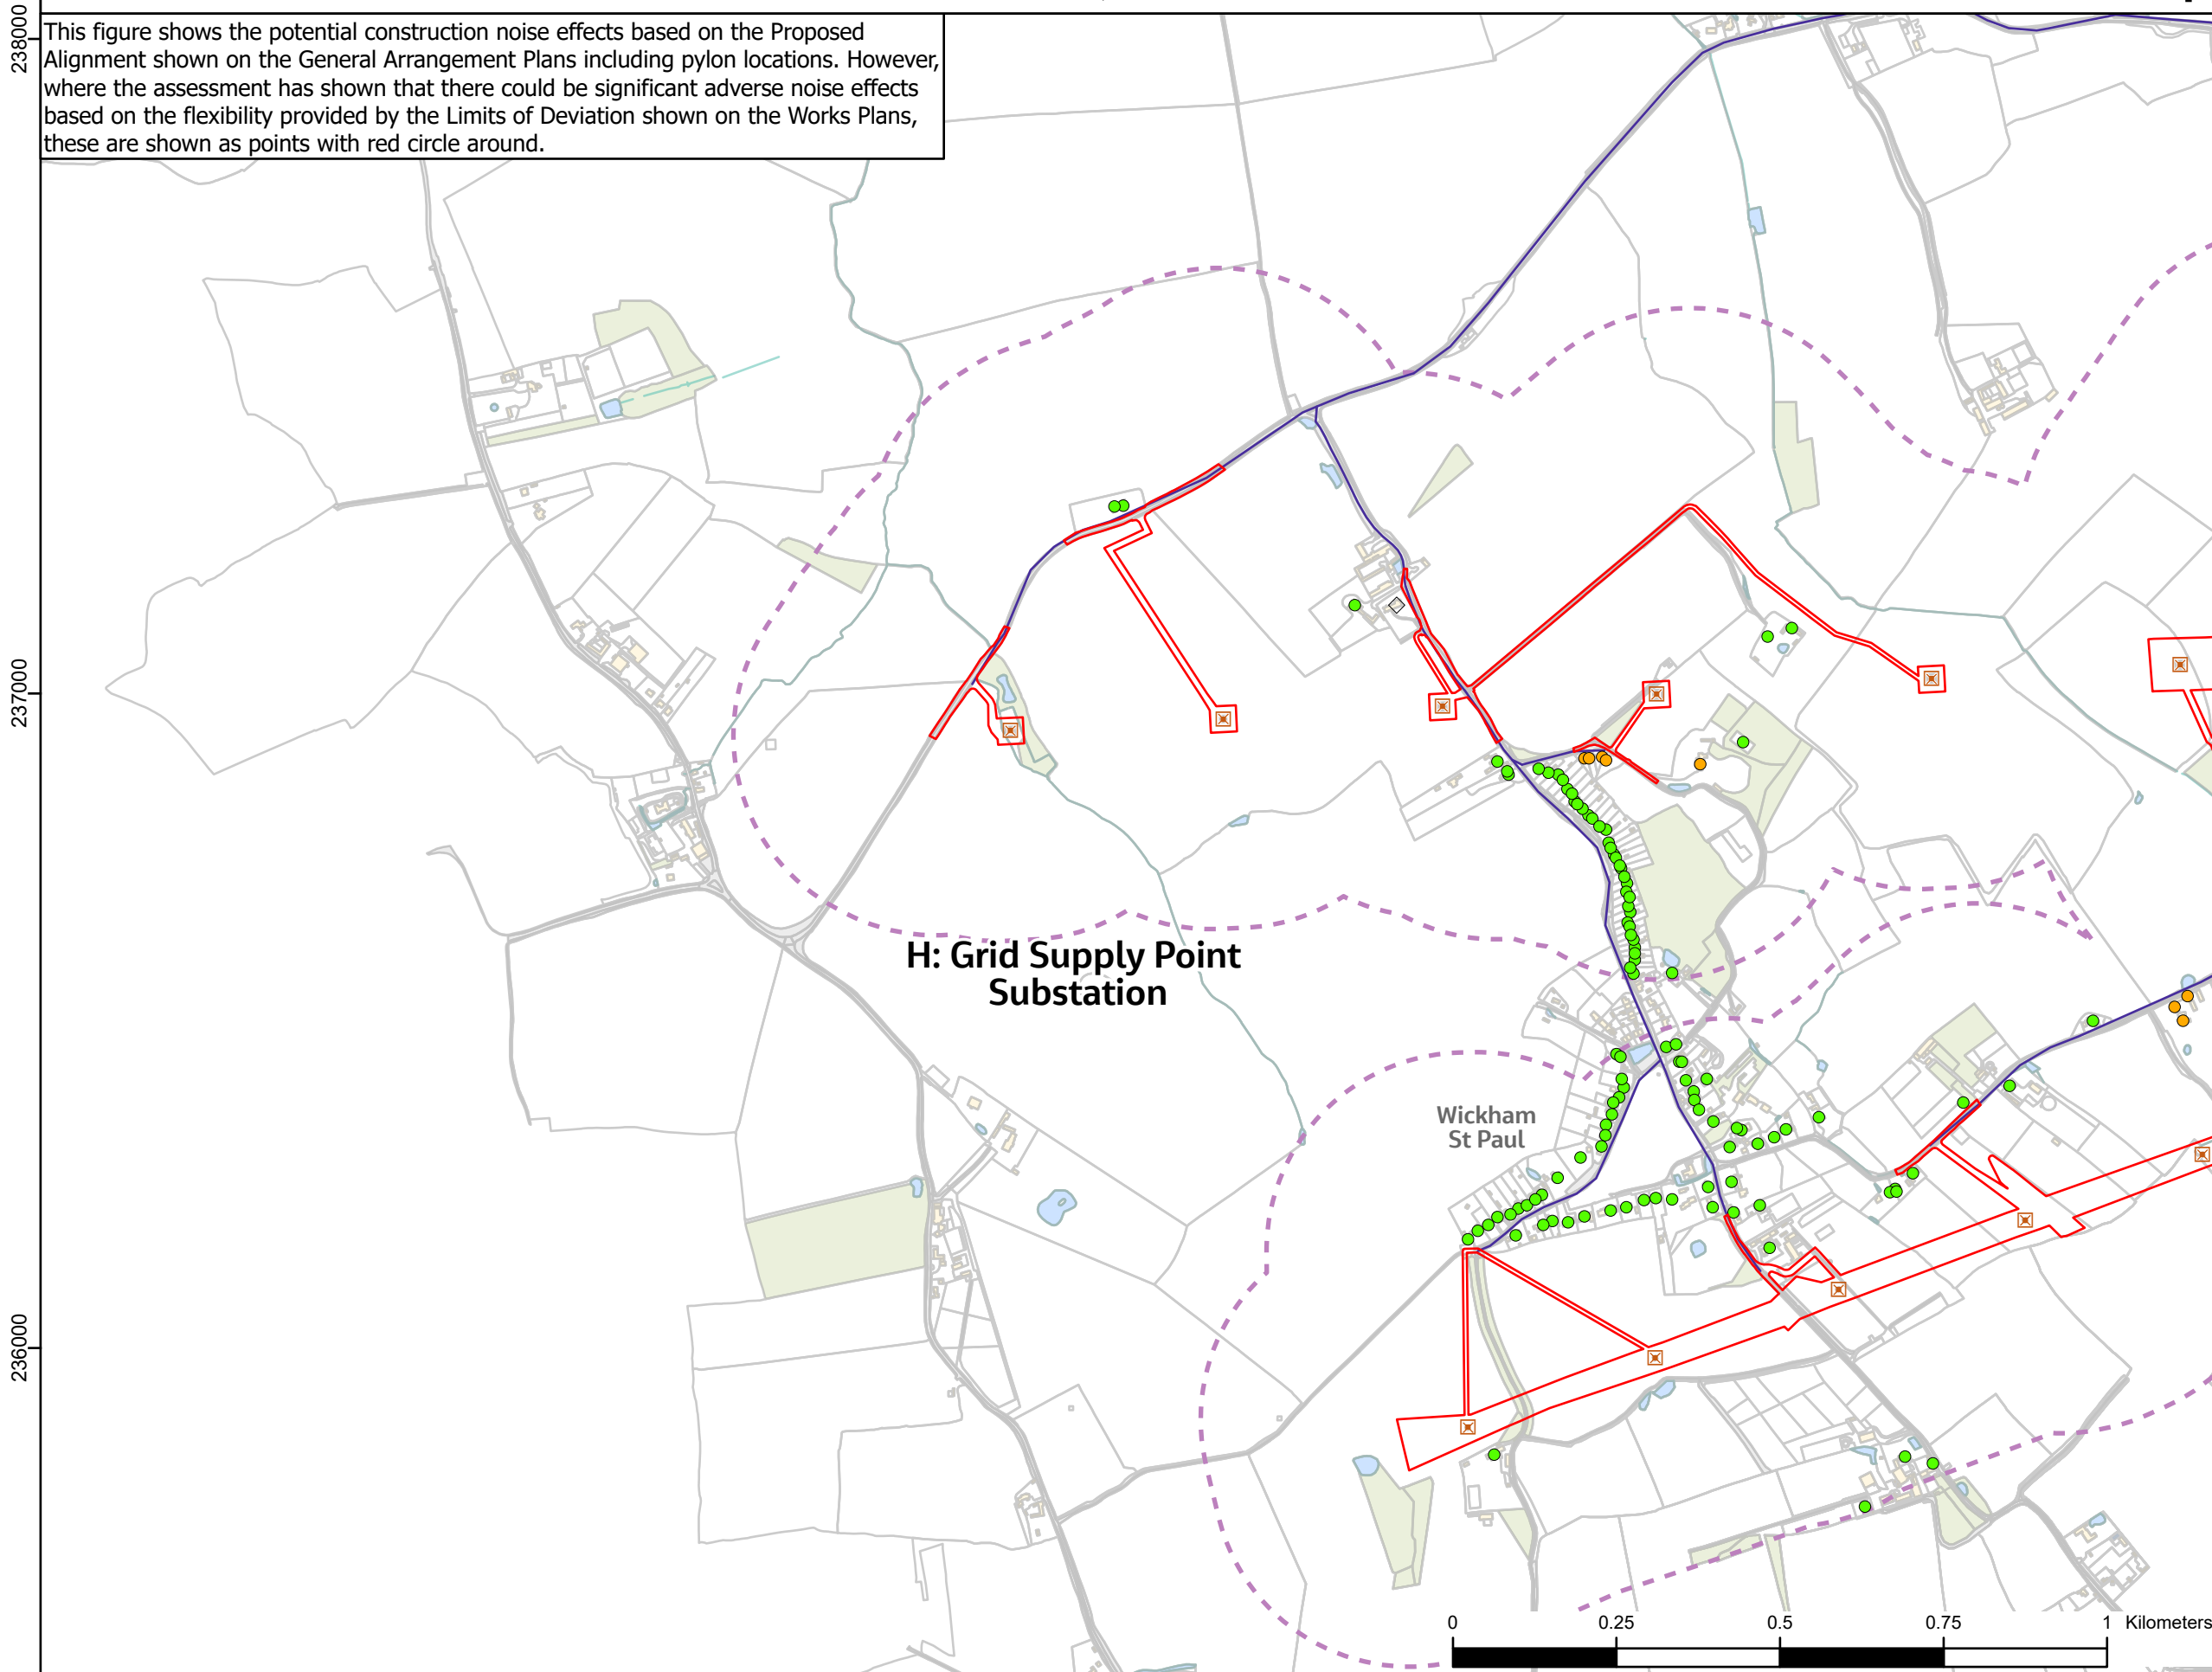 This figure shows the potential construction noise effects based on the Proposed
Alignment shown on the General Arrangement Plans including pylon locations. However,
where the assessment has shown that there could be significant adverse noise effects
based on the flexibility provided by the Limits of Deviation shown on the Works Plans,
these are shown as points with red circle around.
238000
237000
236000
H: Grid Supply Point
Substation
Wickham
St Paul
0 0.25 0.5 0.75 1 Kilometers